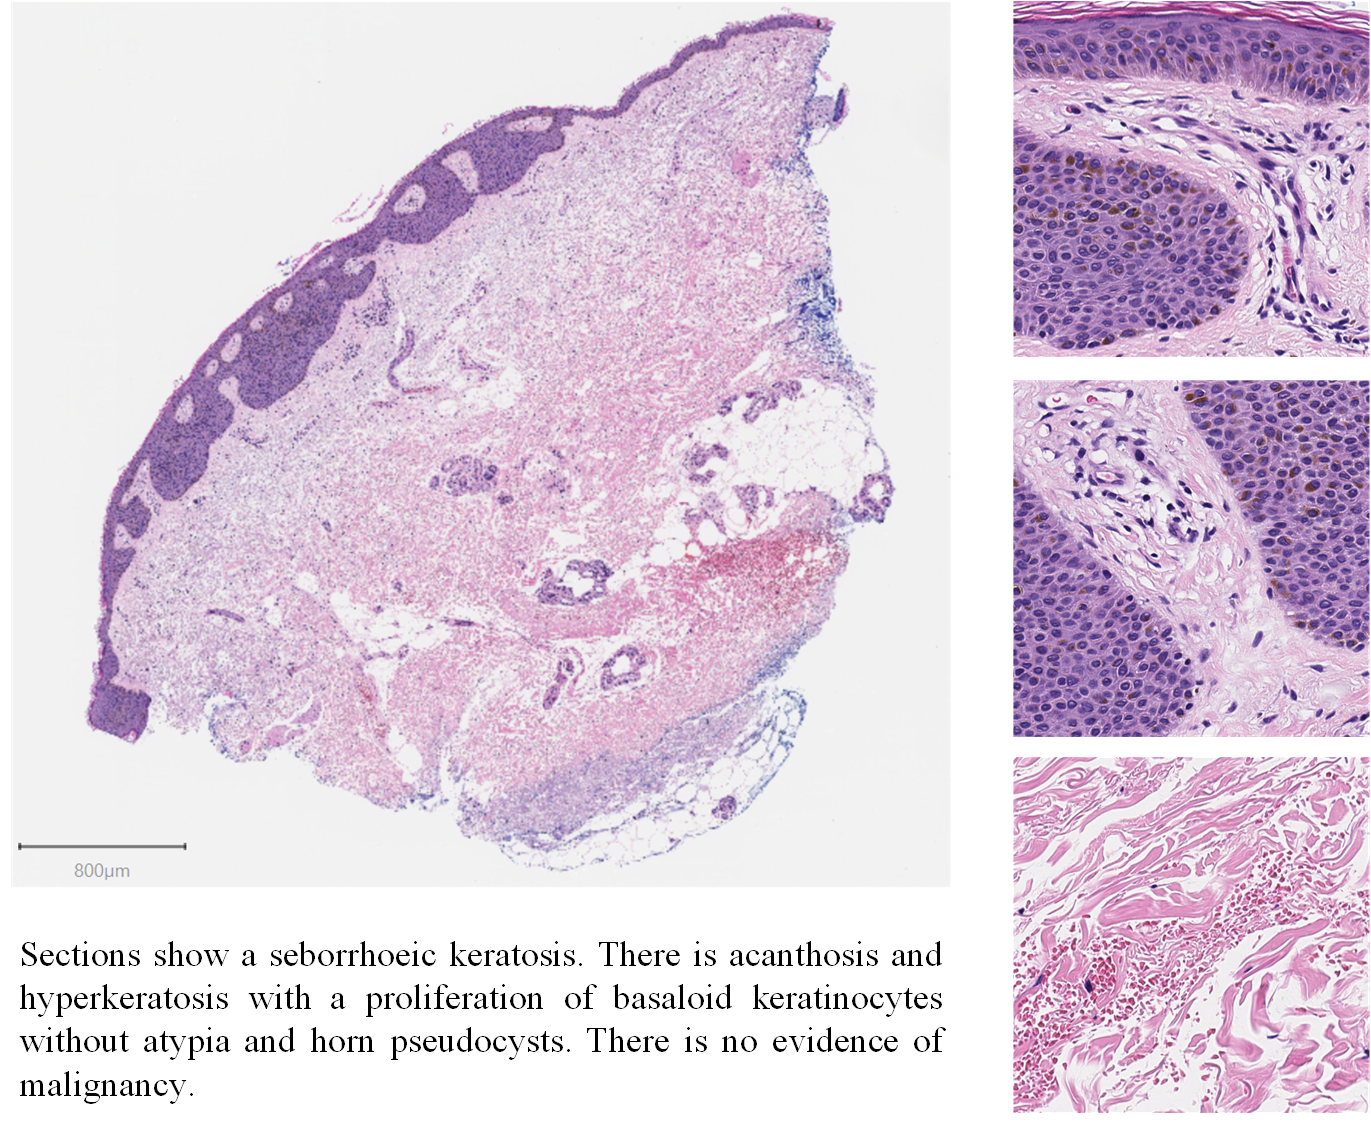 800μm
Sections show a seborrhoeic keratosis. There is acanthosis and
hyperkeratosis with a proliferation of basaloid keratinocytes
without atypia and horn pseudocysts. There is no evidence of
malignancy.